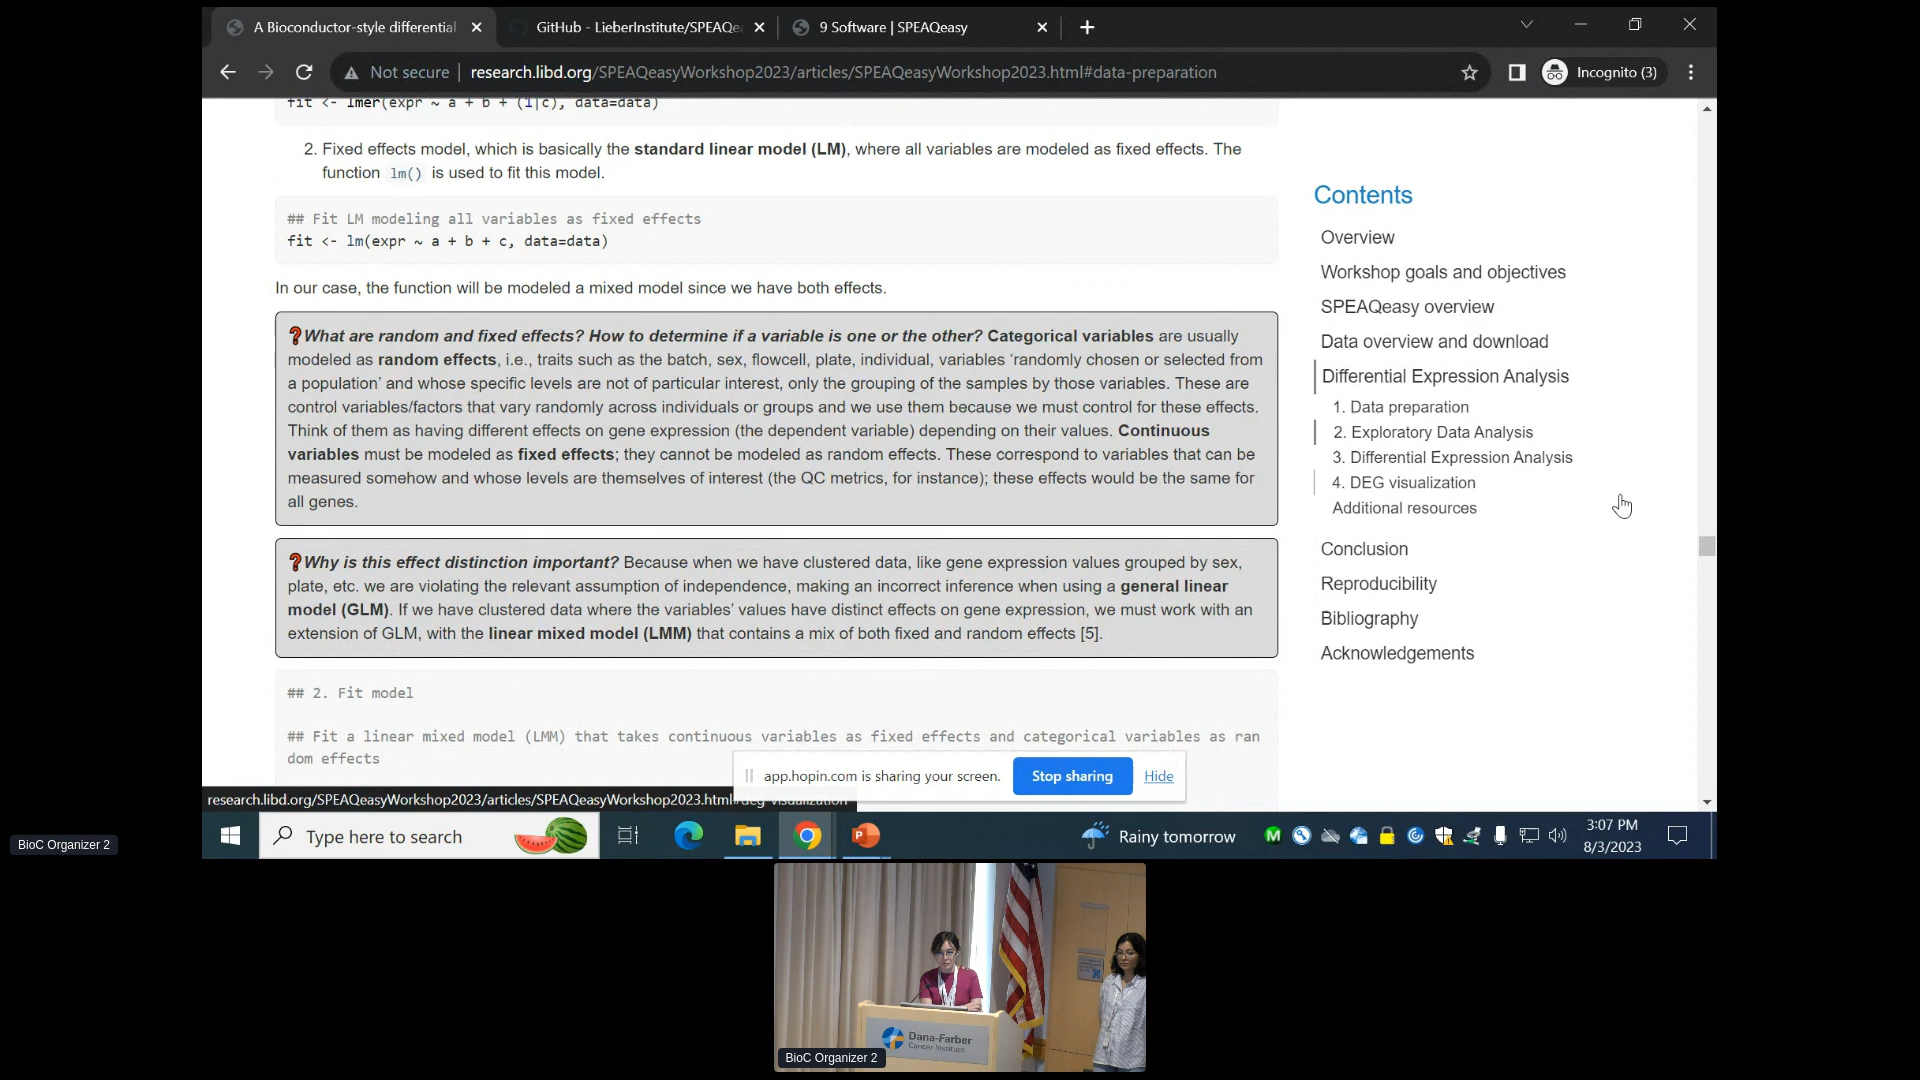 A Bioconductor-style differential
GitHub - LieberInstitute/SPEAQe
9 Software | SPEAQeasy
Not secure
research.libd.org/SPEAQeasyWorkshop2023/articles/SPEAQeasyWorkshop2023.html#data-preparation
Incognito (3)
fit <- lmer(expr ~ a + b + (1|c), data=data)
2. Fixed effects model, which is basically the standard linear model (LM), where all variables are modeled as fixed effects. The
function lm() is used to fit this model.
## Fit LM modeling all variables as fixed effects
fit <- lm(expr ~ a + b + c, data=data)
In our case, the function will be modeled a mixed model since we have both effects.
❓What are random and fixed effects? How to determine if a variable is one or the other? Categorical variables are usually
modeled as random effects, i.e., traits such as the batch, sex, flowcell, plate, individual, variables ‘randomly chosen or selected from
a population’ and whose specific levels are not of particular interest, only the grouping of the samples by those variables. These are
control variables/factors that vary randomly across individuals or groups and we use them because we must control for these effects.
Think of them as having different effects on gene expression (the dependent variable) depending on their values. Continuous
variables must be modeled as fixed effects; they cannot be modeled as random effects. These correspond to variables that can be
measured somehow and whose levels are themselves of interest (the QC metrics, for instance); these effects would be the same for
all genes.
❓Why is this effect distinction important? Because when we have clustered data, like gene expression values grouped by sex,
plate, etc. we are violating the relevant assumption of independence, making an incorrect inference when using a general linear
model (GLM). If we have clustered data where the variables’ values have distinct effects on gene expression, we must work with an
extension of GLM, with the linear mixed model (LMM) that contains a mix of both fixed and random effects [5].
## 2. Fit model
## Fit a linear mixed model (LMM) that takes continuous variables as fixed effects and categorical variables as ran
dom effects
Contents
Overview
Workshop goals and objectives
SPEAQeasy overview
Data overview and download
Differential Expression Analysis
1. Data preparation
2. Exploratory Data Analysis
3. Differential Expression Analysis
4. DEG visualization
Additional resources
Conclusion
Reproducibility
Bibliography
Acknowledgements
app.hopin.com is sharing your screen.
Stop sharing
Hide
research.libd.org/SPEAQeasyWorkshop2023/articles/SPEAQeasyWorkshop2023.html#deg-visualization
Type here to search
Rainy tomorrow
3:07 PM
8/3/2023
BioC Organizer 2
Dana-Farber
Cancer Institute
BioC Organizer 2